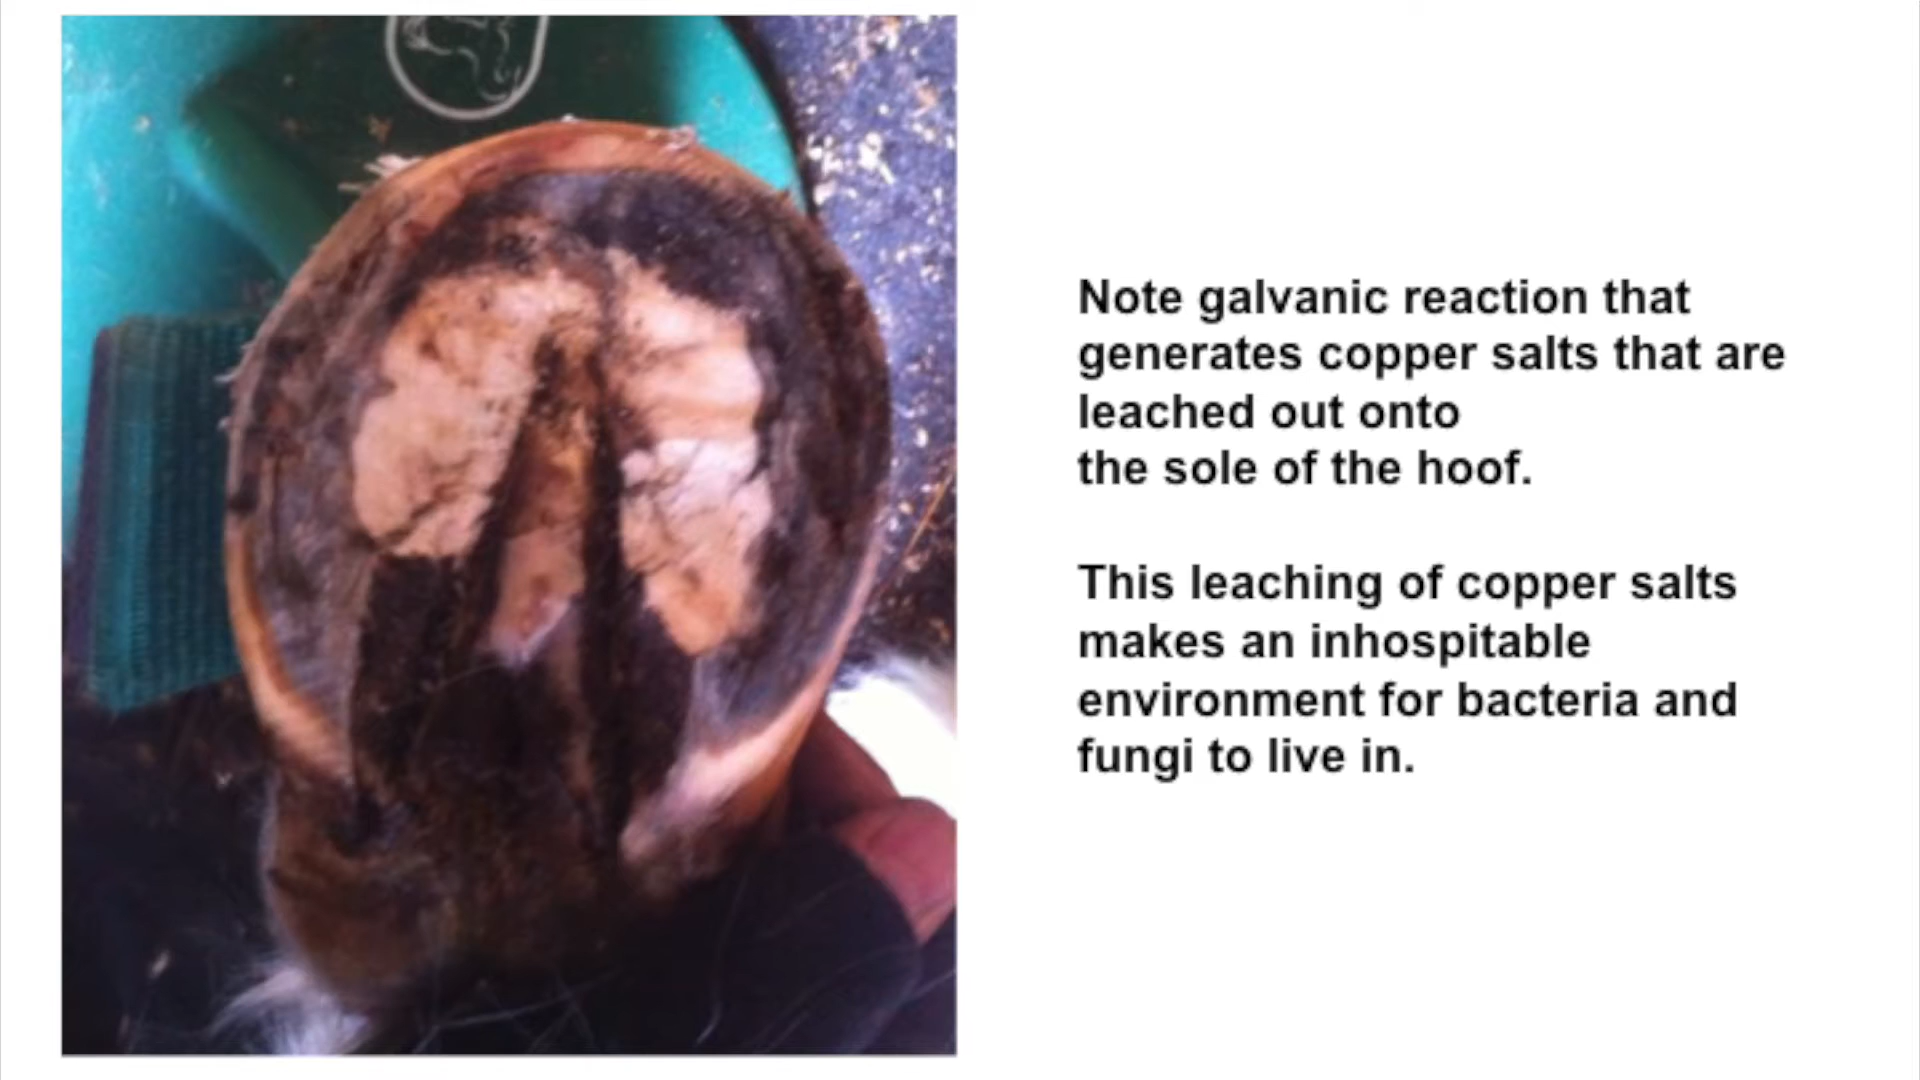 Note galvanic reaction that
generates copper salts that are
leached out onto
the sole of the hoof.
This leaching of copper salts
makes an inhospitable
environment for bacteria and
fungi to live in.